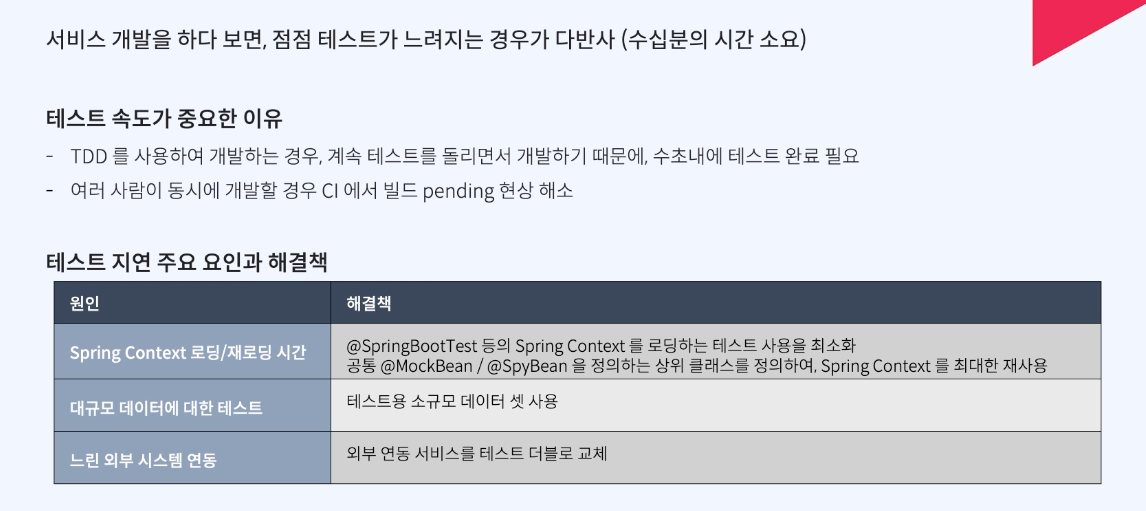 서비스 개발을 하다 보면, 점점 테스트가 느려지는 경우가 다반사 (수십분의 시간 소요)
테스트 속도가 중요한 이유
- TDD 를 사용하여 개발하는 경우, 계속 테스트를 돌리면서 개발하기 때문에, 수초내에 테스트 완료 필요
- 여러 사람이 동시에 개발할 경우 CI 에서 빌드 pending 현상 해소
테스트 지연 주요 요인과 해결책
원인 해결책
Spring Context 로딩/재로딩 시간
@SpringBootTest 등의 Spring Context 를 로딩하는 테스트 사용을 최소화
공통 @MockBean / @SpyBean 을 정의하는 상위 클래스를 정의하여, Spring Context 를 최대한 재사용
대규모 데이터에 대한 테스트
테스트용 소규모 데이터 셋 사용
느린 외부 시스템 연동
외부 연동 서비스를 테스트 더블로 교체